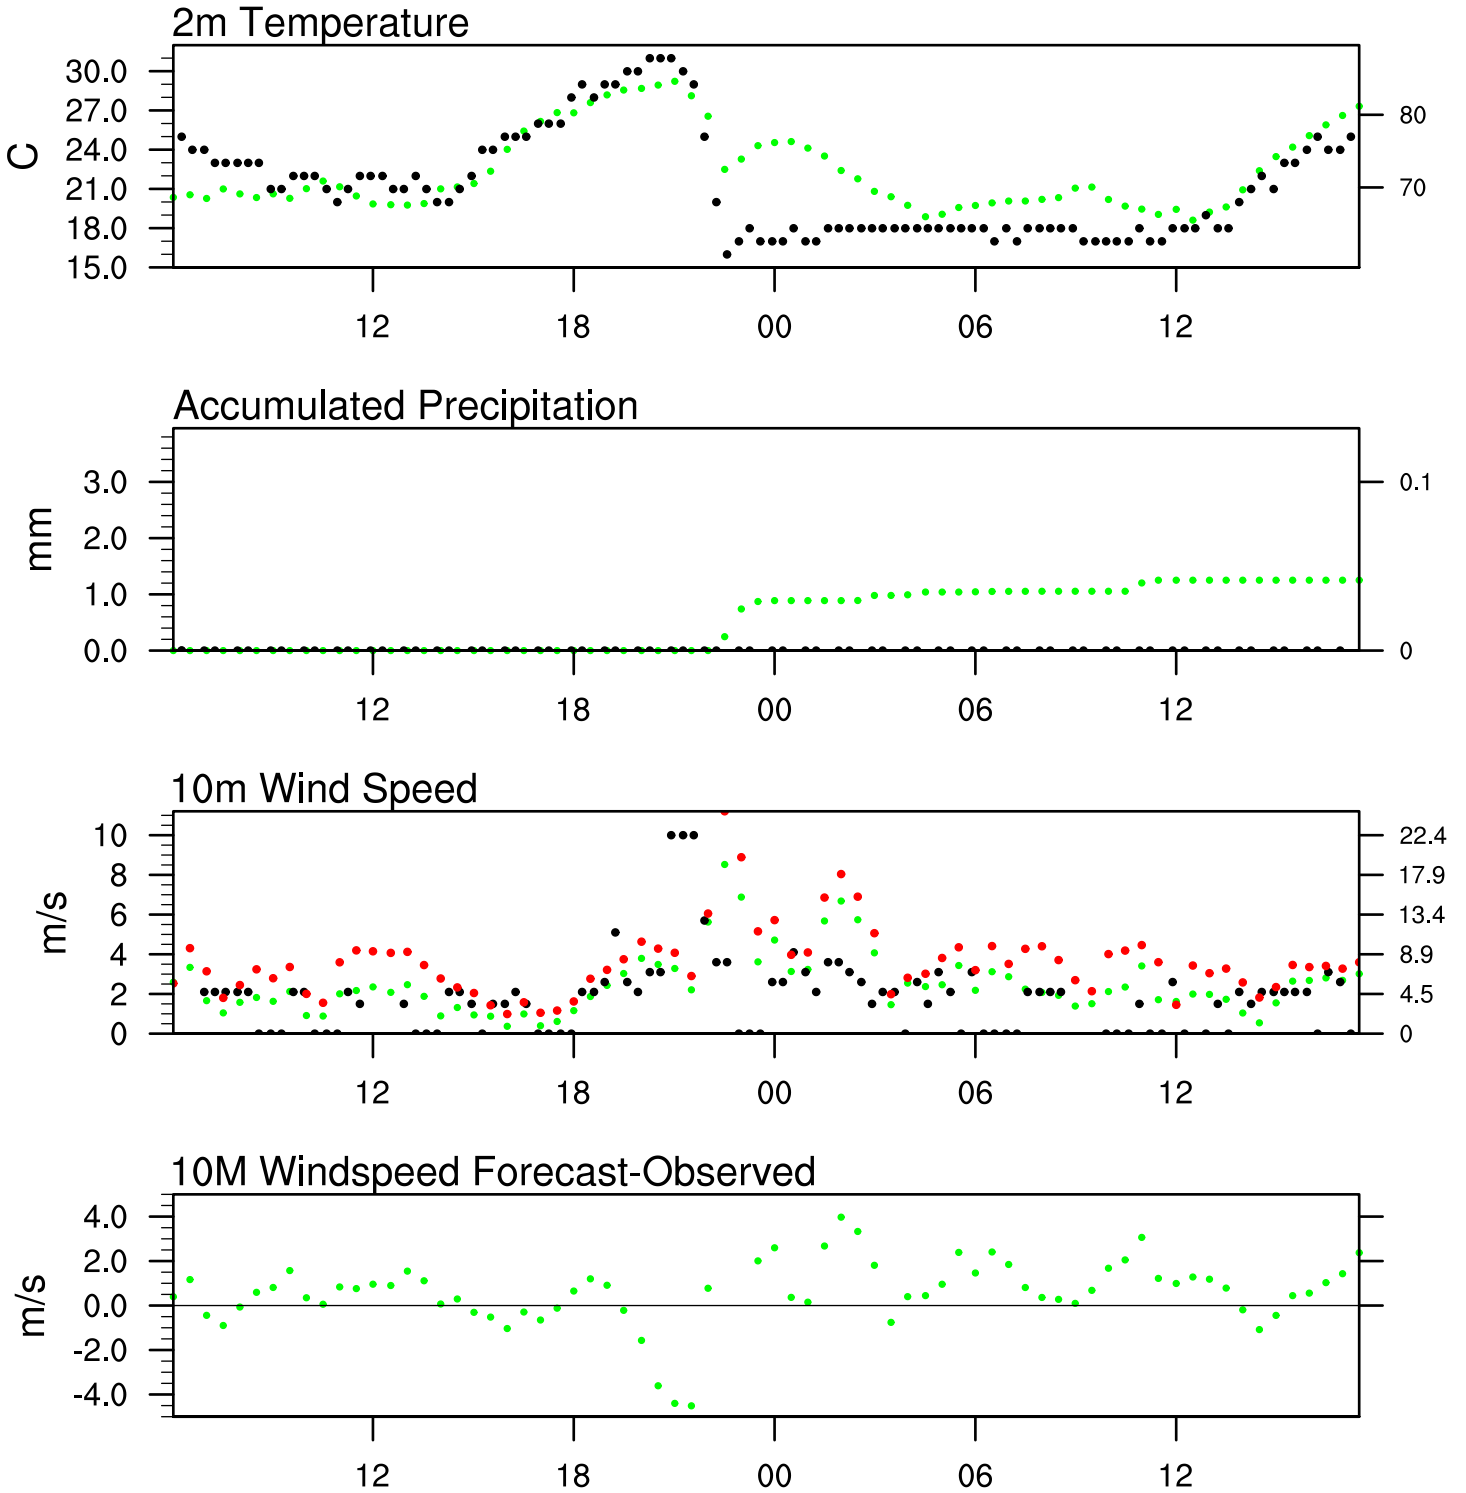 2m Temperature
30.0
27.0
80
24.0
C
21.0
70
18.0
15.0
12 18 00 06 12
Accumulated Precipitation
3.0
0.1
2.0
mm
1.0
0.0
0
12 18 00 06 12
10m Wind Speed
10
22.4
8
17.9
6
13.4
m/s
4
8.9
2
4.5
0
0
12 18 00 06 12
10M Windspeed Forecast-Observed
4.0
2.0
0.0
m/s
-2.0
-4.0
12 18 00 06 12